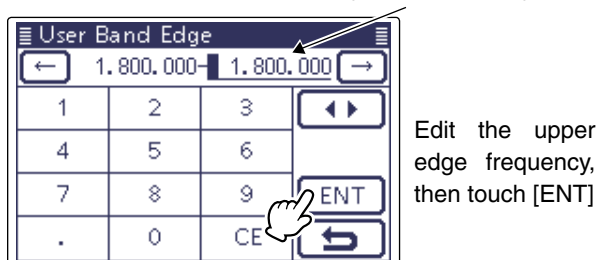 User Band Edge
← 1.800.000- 1.800.000 →
1 2 3 ◀ ▶
4 5 6
7 8 9 ENT
. 0 CE
Edit the upper
edge frequency,
then touch [ENT]